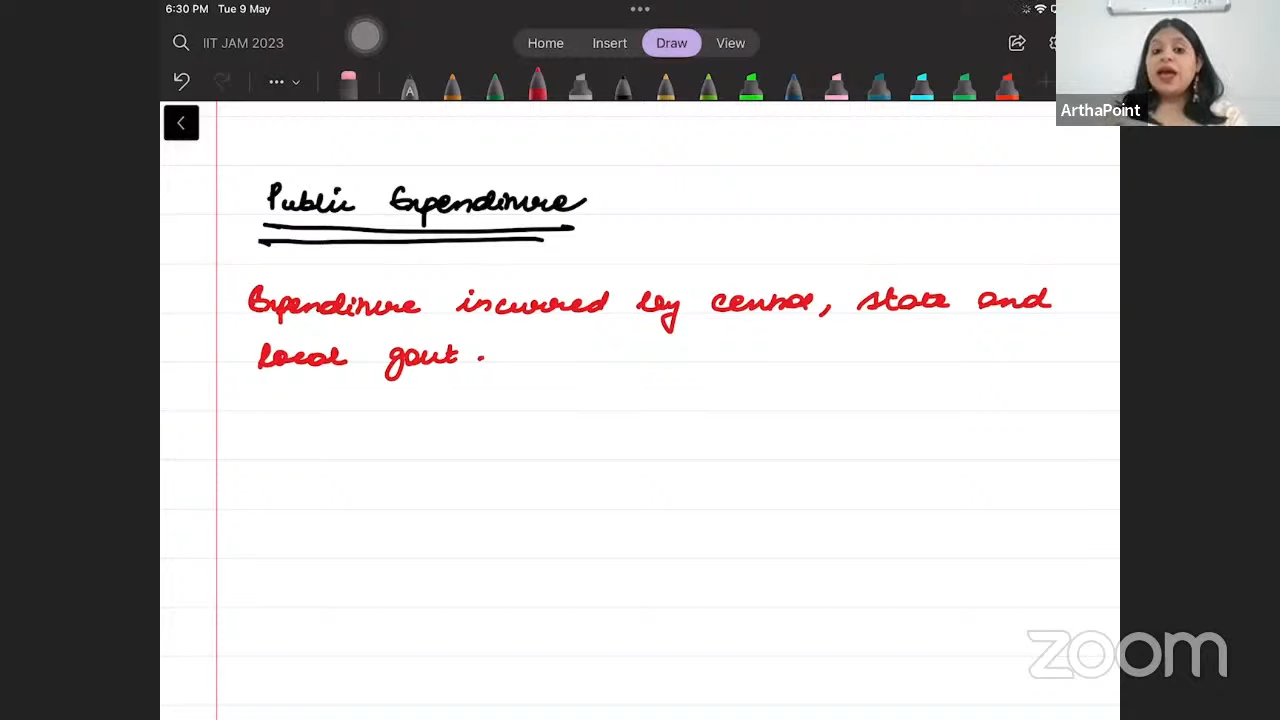 6:30 PM Tue 9 May
IIT JAM 2023
Home Insert Draw View
A
ArthaPoint
Public Expenditure
Expenditure incurred by central, state and
local govt.
zoom